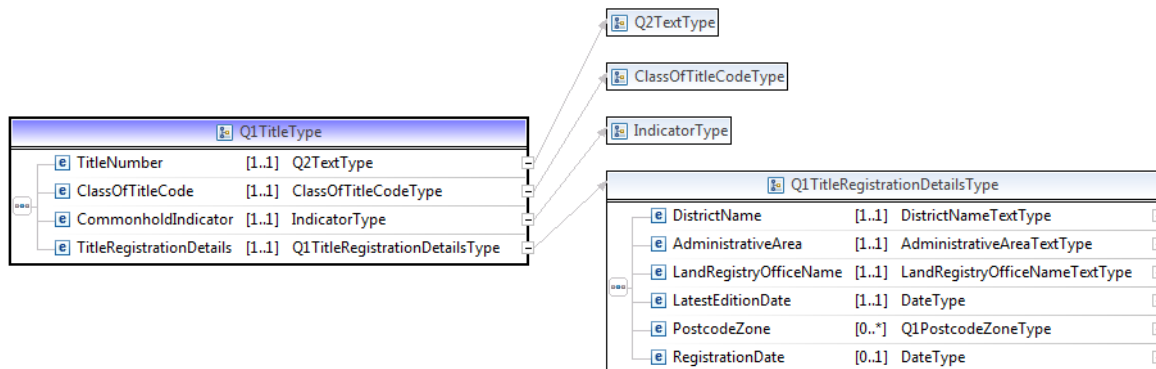 Q2TextType
ClassOfTitleCodeType
IndicatorType
Q1TitleType
TitleNumber [1..1] Q2TextType
ClassOfTitleCode [1..1] ClassOfTitleCodeType
CommonholdIndicator [1..1] IndicatorType
TitleRegistrationDetails [1..1] Q1TitleRegistrationDetailsType
Q1TitleRegistrationDetailsType
DistrictName [1..1] DistrictNameTextType
AdministrativeArea [1..1] AdministrativeAreaTextType
LandRegistryOfficeName [1..1] LandRegistryOfficeNameTextType
LatestEditionDate [1..1] DateType
PostcodeZone [0..*] Q1PostcodeZoneType
RegistrationDate [0..1] DateType